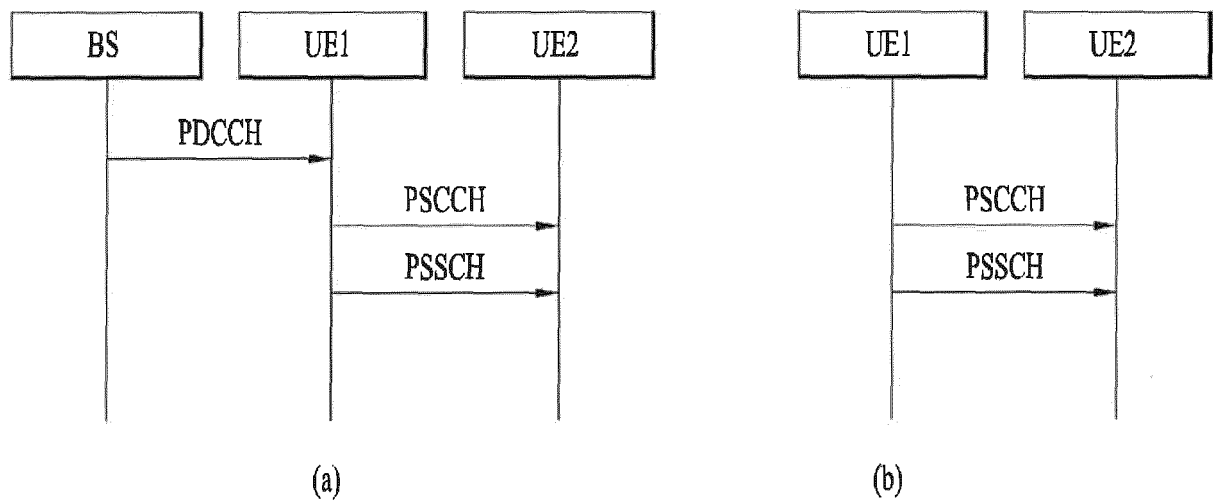 BS UE1 UE2
PDCCH
PSCCH
PSSCH
(a)
UE1 UE2
PSCCH
PSSCH
(b)